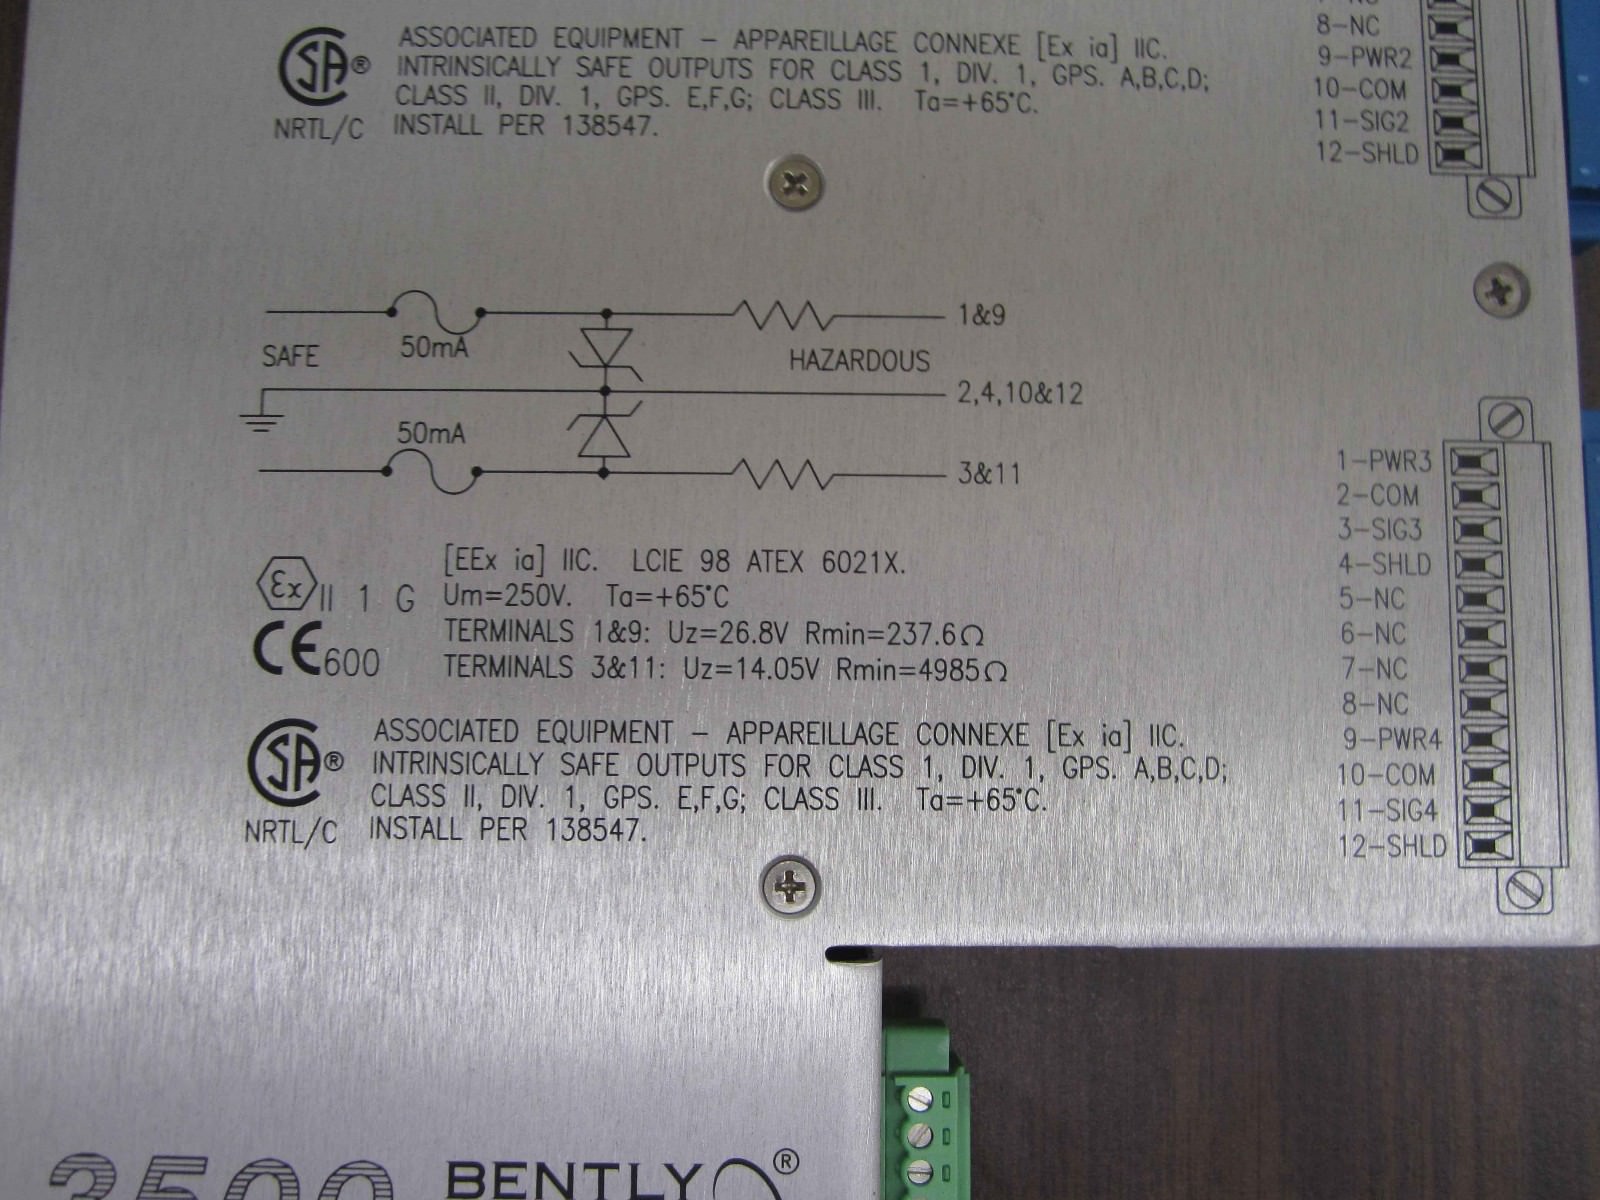 ASSOCIATED EQUIPMENT – APPAREILLAGE CONNEXE [Ex ia] IIC.
INTRINSICALLY SAFE OUTPUTS FOR CLASS 1, DIV. 1, GPS. A,B,C,D;
CLASS II, DIV. 1, GPS. E,F,G; CLASS III. Ta=+65°C.
NRTL/C INSTALL PER 138547.
SA®
8–NC
9–PWR2
10–COM
11–SIG2
12–SHLD
1&9
50mA
SAFE
HAZARDOUS
2,4,10&12
50mA
3&11
[EEx ia] IIC. LCIE 98 ATEX 6021X.
Ex II 1 G Um=250V. Ta=+65°C
TERMINALS 1&9: Uz=26.8V Rmin=237.6Ω
CE600 TERMINALS 3&11: Uz=14.05V Rmin=4985Ω
ASSOCIATED EQUIPMENT – APPAREILLAGE CONNEXE [Ex ia] IIC.
SA® INTRINSICALLY SAFE OUTPUTS FOR CLASS 1, DIV. 1, GPS. A,B,C,D;
CLASS II, DIV. 1, GPS. E,F,G; CLASS III. Ta=+65°C.
NRTL/C INSTALL PER 138547.
1–PWR3
2–COM
3–SIG3
4–SHLD
5–NC
6–NC
7–NC
8–NC
9–PWR4
10–COM
11–SIG4
12–SHLD
3500 BENTLY ®